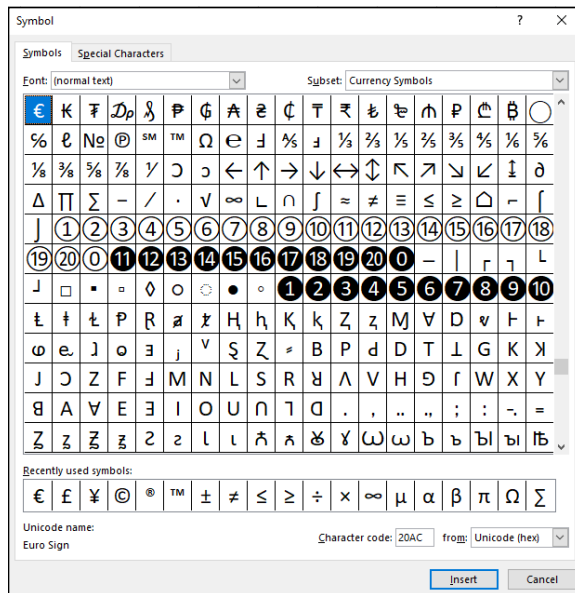 Symbol ? ×
Symbols Special Characters
Font: (normal text) Subset: Currency Symbols
€ ₭ ₮ ₯ ₰ ₱ ₲ ₳ ₴ ₵ ₸ ₹ ₺ ₻ ₼ ₽ ₾ ₿ ◯
℅ ℓ № ℗ ℠ ™ Ω ℮ Ⅎ ⅍ ⅎ ⅓ ⅔ ⅕ ⅖ ⅗ ⅘ ⅙ ⅚
⅛ ⅜ ⅝ ⅞ ⅟ Ↄ ↄ ← ↑ → ↓ ↔ ↕ ↖ ↗ ↘ ↙ ↨ ∂
∆ ∏ ∑ − ∕ ∙ √ ∞ ∟ ∩ ∫ ≈ ≠ ≡ ≤ ≥ ⌂ ⌐ ⌠
⌡ ① ② ③ ④ ⑤ ⑥ ⑦ ⑧ ⑨ ⑩ ⑪ ⑫ ⑬ ⑭ ⑮ ⑯ ⑰ ⑱
⑲ ⑳ ⓪ ⓫ ⓬ ⓭ ⓮ ⓯ ⓰ ⓱ ⓲ ⓳ ⓴ ⓿ ─ │ ┌ ┐ └
┘ □ ▪ ▫ ◊ ○ ◌ ● ◦ ❶ ❷ ❸ ❹ ❺ ❻ ❼ ❽ ❾ ❿
Ɫ ⱡ Ɫ Ᵽ Ɽ ⱥ ⱦ Ⱨ ⱨ Ⱪ ⱪ Ⱬ ⱬ Ɱ Ɐ Ɒ ⱱ Ⱶ ⱶ
ⱷ ⱸ ⱹ ⱺ ⱻ ⱼ ⱽ Ȿ Ɀ ⸗ ꓐ ꓑ ꓒ ꓓ ꓔ ꓕ ꓖ ꓗ ꓘ
ꓙ ꓛ ꓜ ꓝ ꓞ ꓟ ꓠ ꓡ ꓢ ꓣ ꓤ ꓥ ꓦ ꓧ ꓨ ꓩ ꓪ ꓫ ꓬ
ꓭ ꓮ ꓯ ꓰ ꓱ ꓲ ꓳ ꓴ ꓵ ꓶ ꓷ ꓸ ꓹ ꓺ ꓻ ꓼ ꓽ ꓾ ꓿
Ꙁ ꙁ Ꙃ ꙃ Ꙅ ꙅ Ꙇ ꙇ Ꙉ ꙉ Ꙋ ꙋ Ꙍ ꙍ Ꙏ ꙏ Ꙑ ꙑ Ꙓ
Recently used symbols:
€ £ ¥ © ® ™ ± ≠ ≤ ≥ ÷ × ∞ µ α β π Ω ∑
Unicode name:
Euro Sign
Character code: 20AC from: Unicode (hex)
Insert Cancel